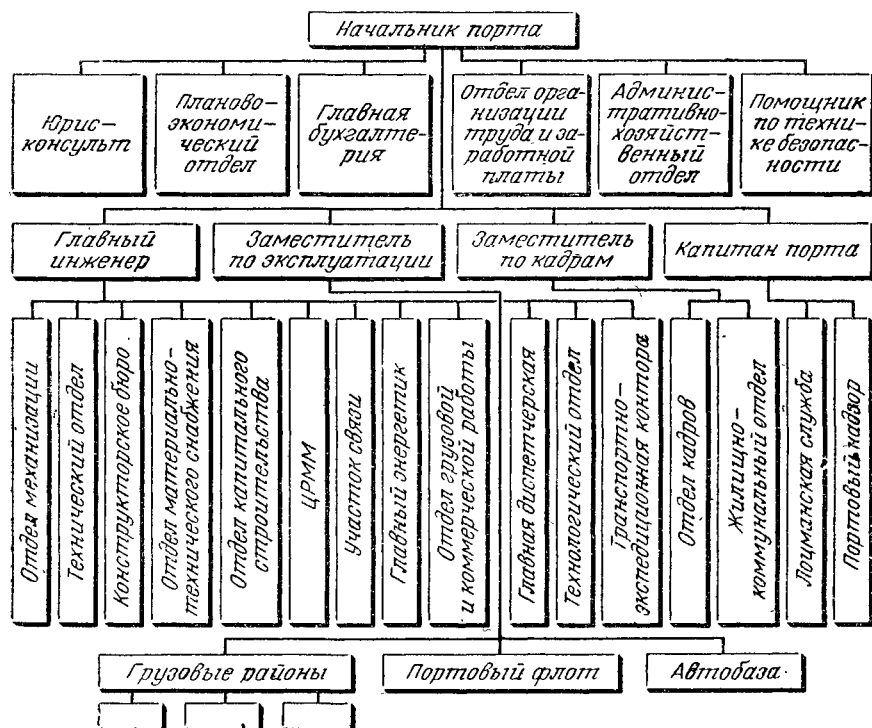 Начальник порта
Юрис-
консульт
Планово-
экономи-
ческий
отдел
Главная
бухгалте-
рия
Отдел орга-
низации
труда и за-
работной
платы
Админис-
тративно-
хозяйст-
венный
отдел
Помощник
по техни-
ке безопас-
ности
Главный
инженер
Заместитель
по эксплуатации
Заместитель
по кадрам
Капитан порта
Отдел механизации
Технический отдел
Конструкторское бюро
Отдел материально-
технического снабжения
Отдел капитального
строительства
ЦРММ
Участок связи
Главный энергетик
Отдел грузовой
и коммерческой работы
Главная диспетчерская
Технологический отдел
Транспортно-
экспедиционная контора
Отдел кадров
Жилищно-
коммунальный отдел
Лоцманская служба
Портовый надзор
Грузовые районы
Портовый флот
Автобаза